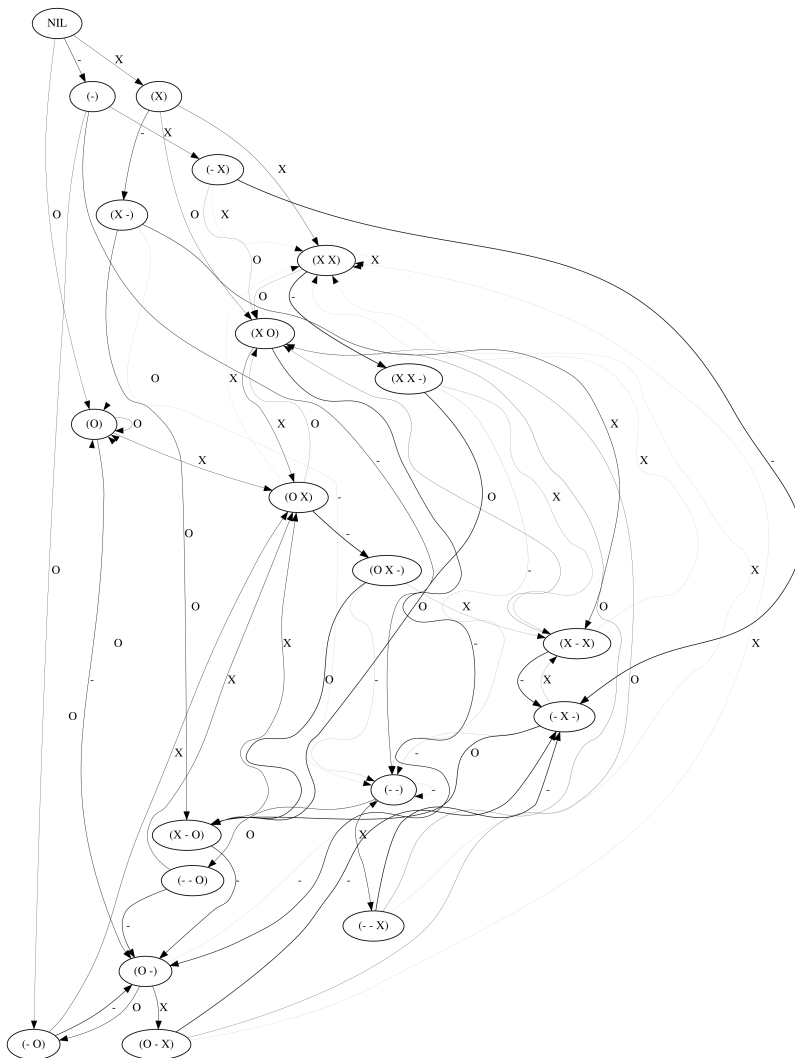 NIL
- X
(-) (X)
- X
(- X) X
(X -) O X O
(X X) X
O O -
(X O)
(X X -)
O X
(O) O X X
X - X
(O X) - O X
O -
(O X -)
O - X
O X O O
O - (X - X) -
O X X O - - X O X
(- X -)
- O
(- -) -
(X - O) O X -
(- - O) - - -
(- - X)
-
(O -)
- O X
(- O) (O - X)